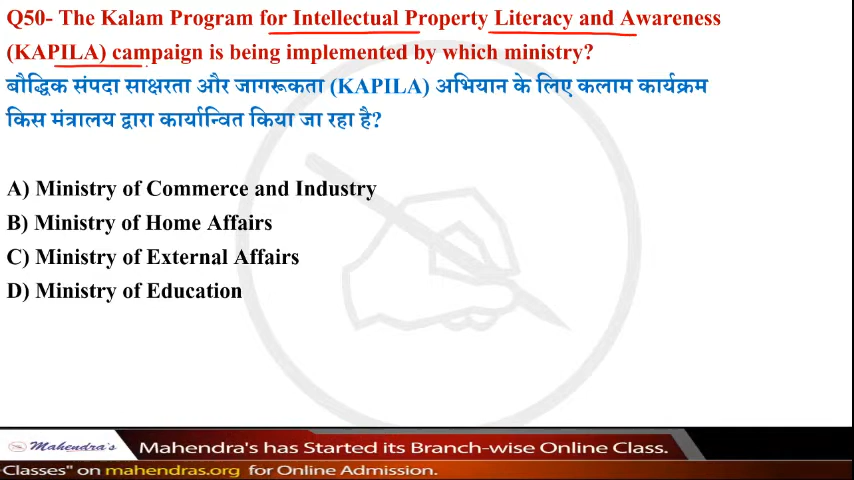 Q50- The Kalam Program for Intellectual Property Literacy and Awareness
(KAPILA) campaign is being implemented by which ministry?
बौद्धिक संपदा साक्षरता और जागरूकता (KAPILA) अभियान के लिए कलाम कार्यक्रम
किस मंत्रालय द्वारा कार्यान्वित किया जा रहा है?
A) Ministry of Commerce and Industry
B) Ministry of Home Affairs
C) Ministry of External Affairs
D) Ministry of Education
Mahendra's Mahendra's has Started its Branch-wise Online Class.
Classes" on mahendras.org for Online Admission.